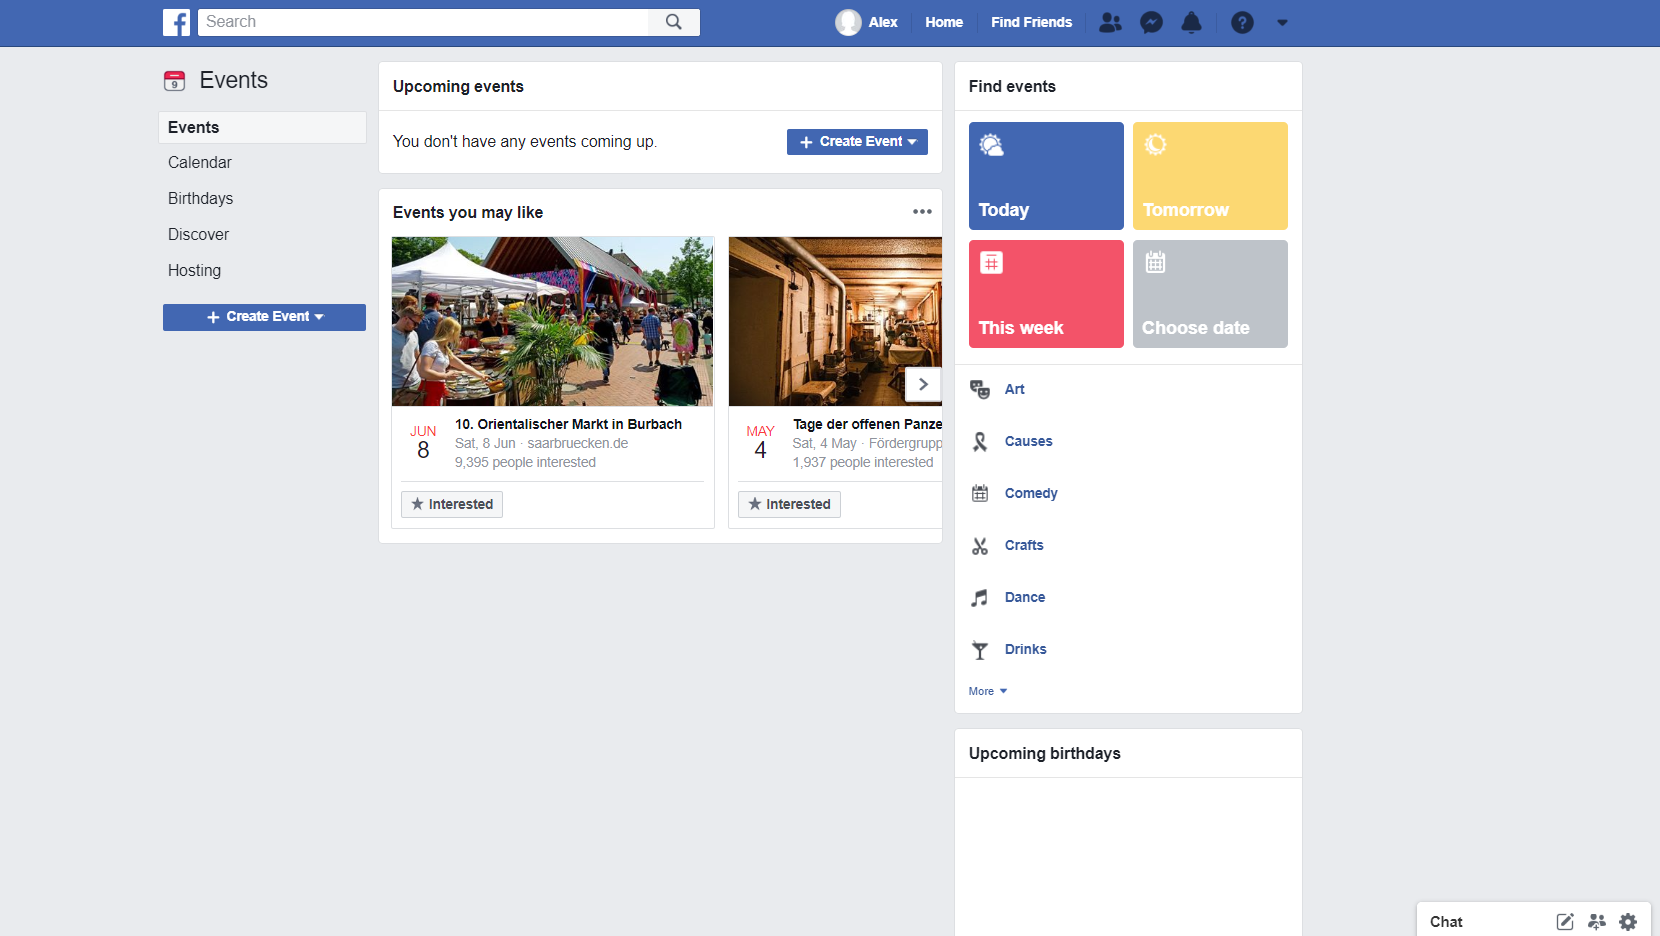 Search
Alex
Home
Find Friends
9
Events
Events
Calendar
Birthdays
Discover
Hosting
Create Event
Upcoming events
You don't have any events coming up.
Create Event
Events you may like
JUN
8
10. Orientalischer Markt in Burbach
Sat, 8 Jun · saarbruecken.de
9,395 people interested
Interested
MAY
4
Tage der offenen Panze
Sat, 4 May · Fördergrupp
1,937 people interested
Interested
Find events
Today
Tomorrow
This week
Choose date
Art
Causes
Comedy
Crafts
Dance
Drinks
More
Upcoming birthdays
Chat